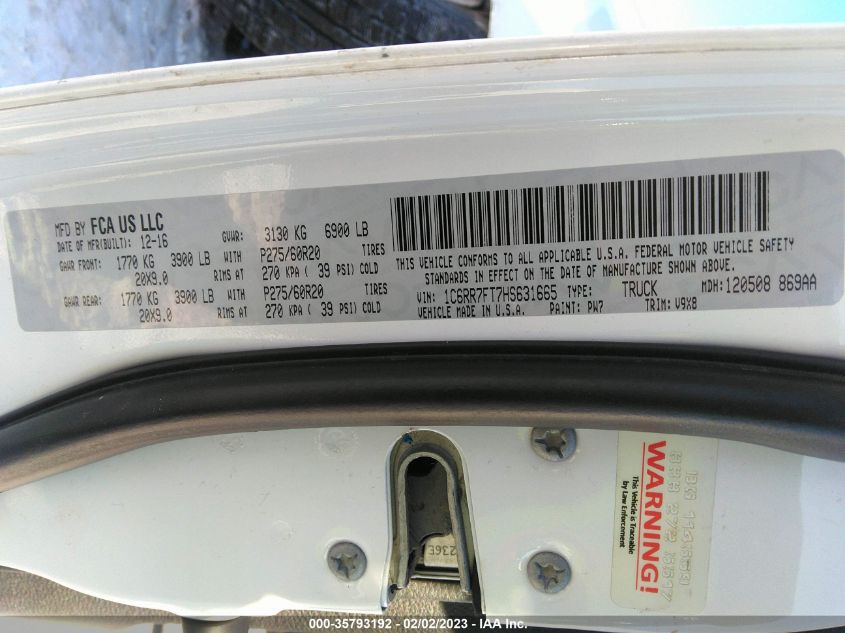 MFD BY FCA US LLC
DATE OF MFR(BUILT): 12-16 GVWR: 3130 KG 6900 LB
GAWR FRONT: 1770 KG 3900 LB WITH P275/60R20 TIRES
20X9.0 RIMS AT 270 KPA ( 39 PSI) COLD
GAWR REAR: 1770 KG 3900 LB WITH P275/60R20 TIRES
20X9.0 RIMS AT 270 KPA ( 39 PSI) COLD
THIS VEHICLE CONFORMS TO ALL APPLICABLE U.S.A. FEDERAL MOTOR VEHICLE SAFETY
STANDARDS IN EFFECT ON THE DATE OF MANUFACTURE SHOWN ABOVE.
VIN: 1C6RR7FT7HS631665 TYPE: TRUCK MDH: 120508 869AA
VEHICLE MADE IN U.S.A. PAINT: PW7 TRIM: V9X8
WARNING!
This Vehicle is Traceable
by Law Enforcement
236E
000-35793192 - 02/02/2023 - IAA Inc.